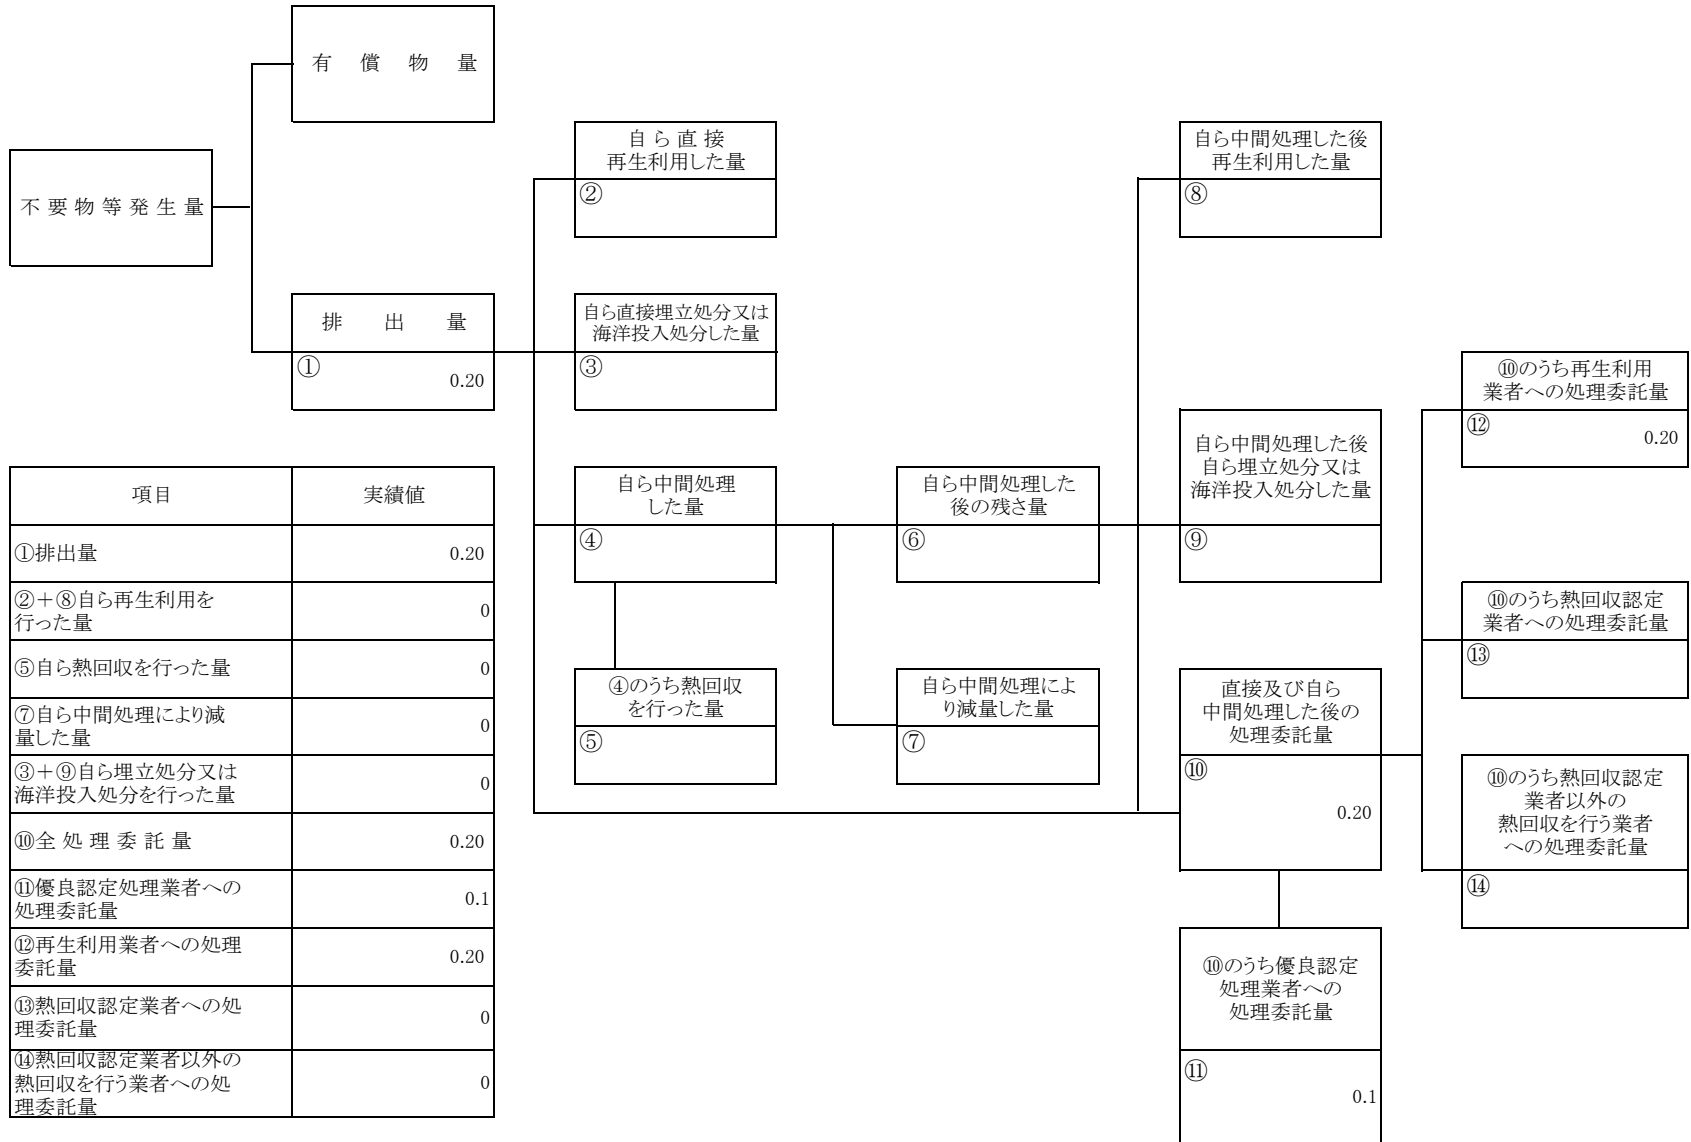 有償物量
不要物等発生量
排出量
①
0.20
自ら直接
再生利用した量
②
自ら直接埋立処分又は
海洋投入処分した量
③
自ら中間処理
した量
④
④のうち熱回収
を行った量
⑤
自ら中間処理した
後の残さ量
⑥
自ら中間処理によ
り減量した量
⑦
自ら中間処理した後
再生利用した量
⑧
自ら中間処理した後
自ら埋立処分又は
海洋投入処分した量
⑨
直接及び自ら
中間処理した後の
処理委託量
⑩
0.20
⑩のうち優良認定
処理業者への
処理委託量
⑪
0.1
⑩のうち再生利用
業者への処理委託量
⑫
0.20
⑩のうち熱回収認定
業者への処理委託量
⑬
⑩のうち熱回収認定
業者以外の
熱回収を行う業者
への処理委託量
⑭
項目 実績値
①排出量 0.20
②＋⑧自ら再生利用を
行った量 0
⑤自ら熱回収を行った量 0
⑦自ら中間処理により減
量した量 0
③＋⑨自ら埋立処分又は
海洋投入処分を行った量 0
⑩全処理委託量 0.20
⑪優良認定処理業者への
処理委託量 0.1
⑫再生利用業者への処理
委託量 0.20
⑬熱回収認定業者への処
理委託量 0
⑭熱回収認定業者以外の
熱回収を行う業者への処
理委託量 0